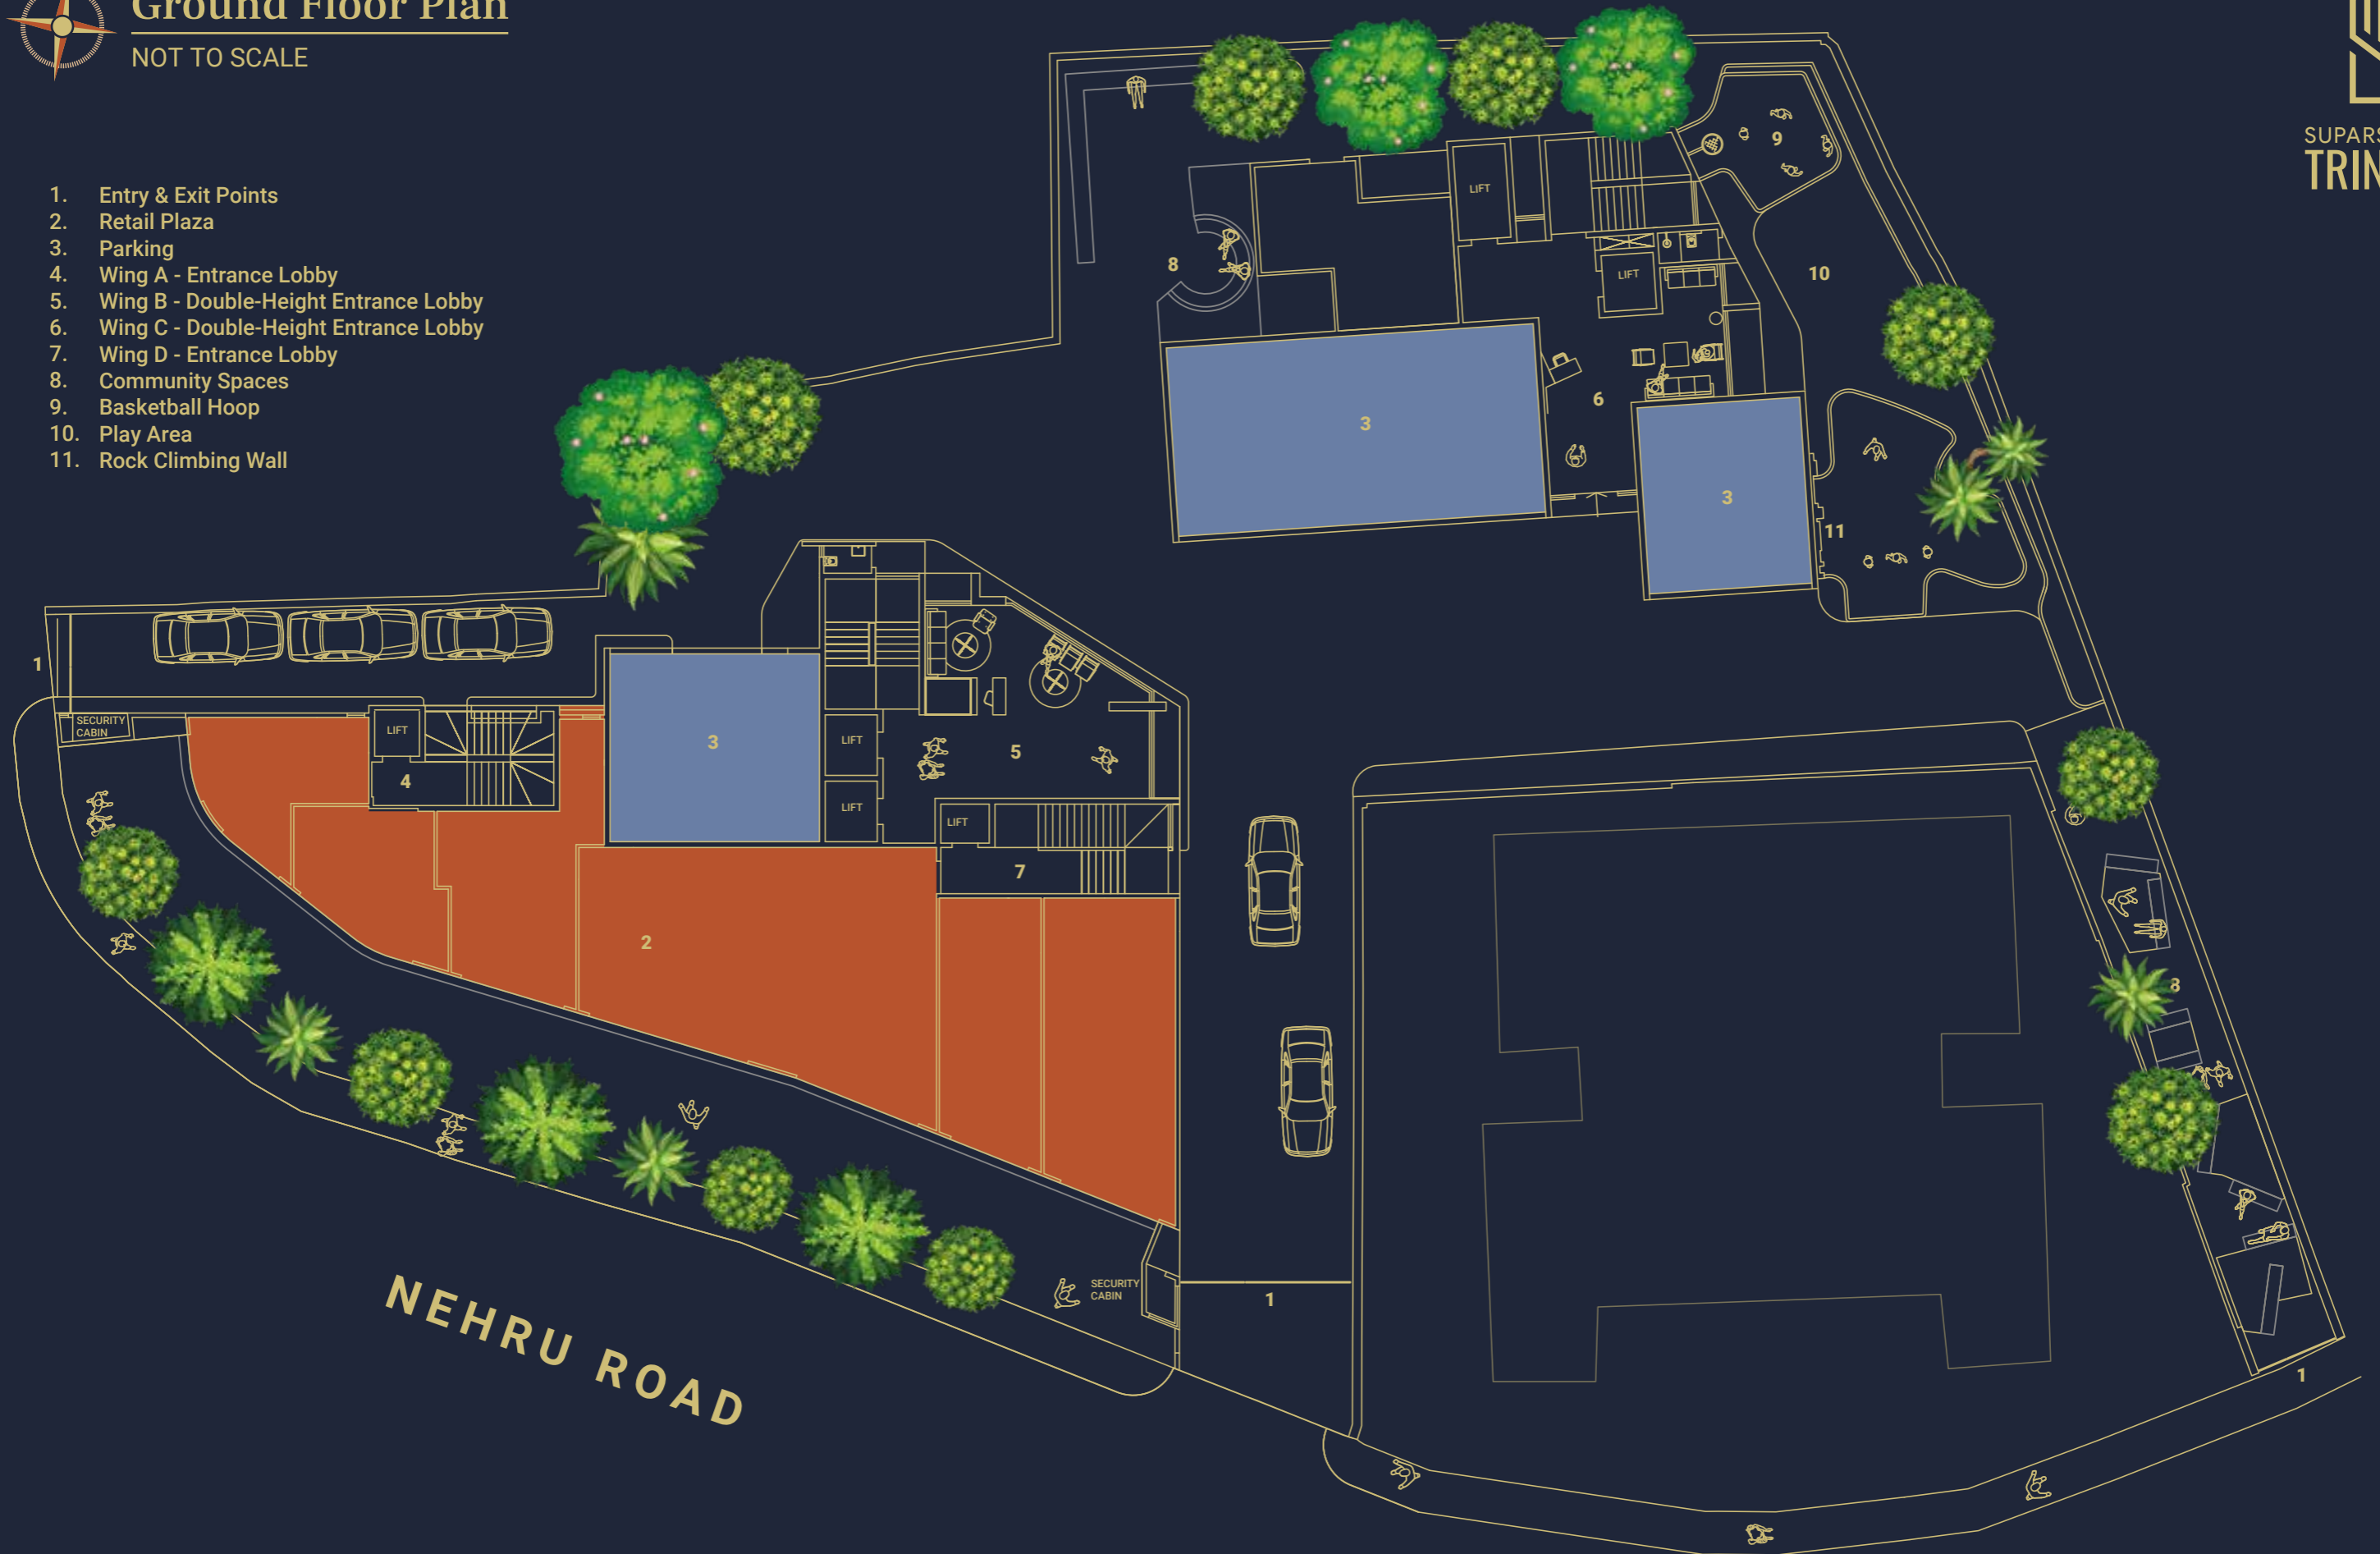 Ground Floor Plan
NOT TO SCALE
1. Entry & Exit Points
2. Retail Plaza
3. Parking
4. Wing A - Entrance Lobby
5. Wing B - Double-Height Entrance Lobby
6. Wing C - Double-Height Entrance Lobby
7. Wing D - Entrance Lobby
8. Community Spaces
9. Basketball Hoop
10. Play Area
11. Rock Climbing Wall
9
LIFT
8
LIFT
10
6
3
3
11
1
SECURITY
CABIN
LIFT
4
3
LIFT
5
LIFT
LIFT
7
2
8
SECURITY
CABIN
1
1
NEHRU ROAD